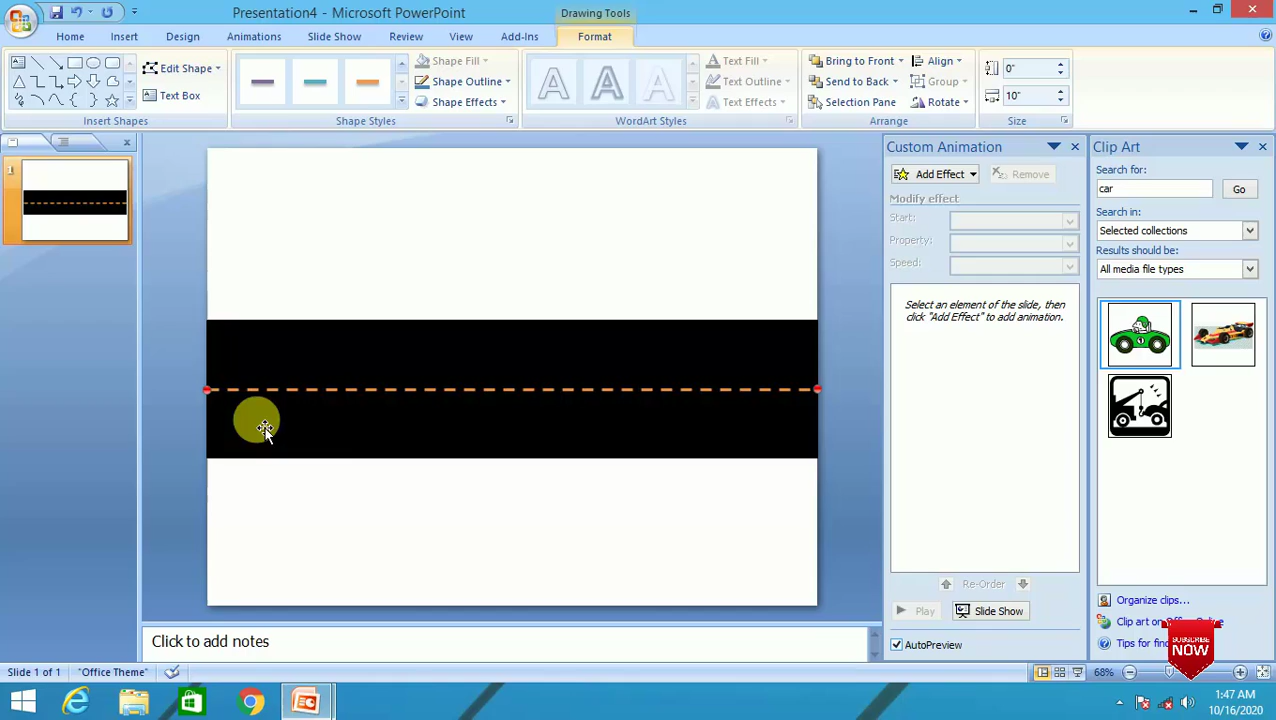 Presentation4 - Microsoft PowerPoint
Drawing Tools
Home
Insert
Design
Animations
Slide Show
Review
View
Add-Ins
Format
Edit Shape
Text Box
Insert Shapes
Shape Fill
Shape Outline
Shape Effects
Shape Styles
Text Fill
Text Outline
Text Effects
WordArt Styles
Bring to Front
Send to Back
Selection Pane
Align
Group
Rotate
Arrange
0"
10"
Size
1
Custom Animation
Add Effect
Remove
Modify effect
Start:
Property:
Speed:
Select an element of the slide, then
click "Add Effect" to add animation.
Re-Order
Play
Slide Show
AutoPreview
Clip Art
Search for:
car
Go
Search in:
Selected collections
Results should be:
All media file types
Organize clips...
Clip art on Office Online
Tips for
SUBSCRIBE
NOW
Click to add notes
Slide 1 of 1
"Office Theme"
68%
1:47 AM
10/16/2020